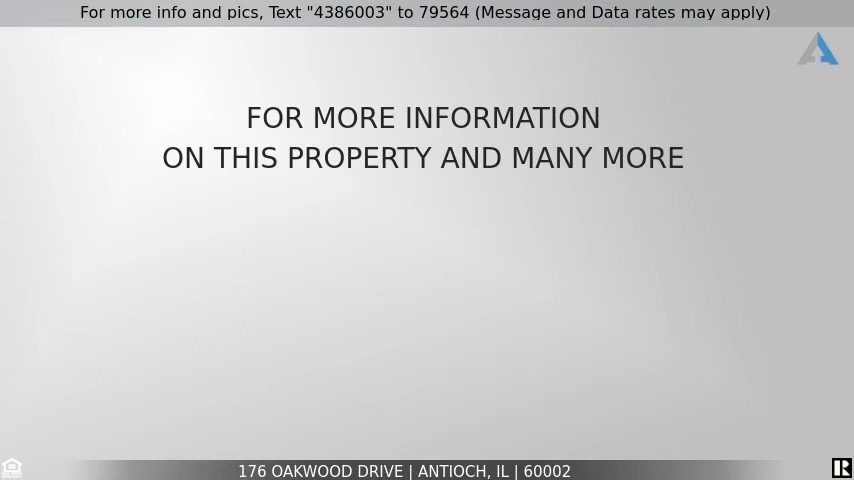 For more info and pics, Text "4386003" to 79564 (Message and Data rates may apply)
FOR MORE INFORMATION
ON THIS PROPERTY AND MANY MORE
176 OAKWOOD DRIVE | ANTIOCH, IL | 60002